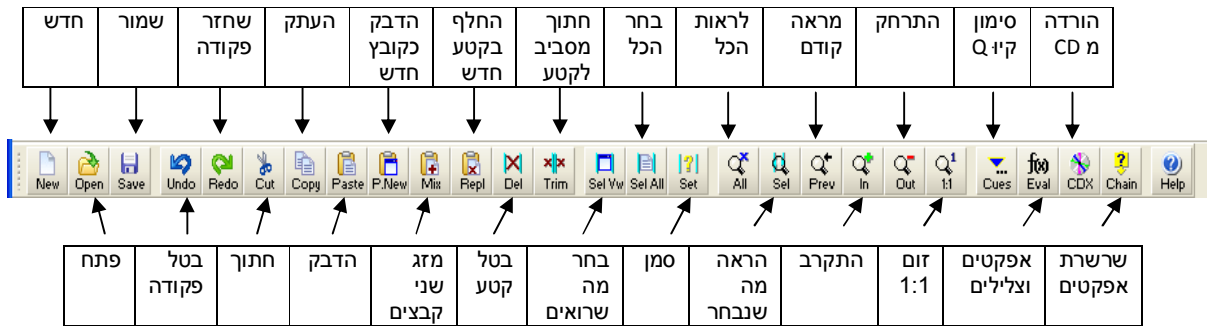 חדש
שמור
שחזר
פקודה
העתק
הדבק
כקובץ
חדש
החלף
בקטע
חדש
חתוך
מסביב
לקטע
בחר
הכל
לראות
הכל
מראה
קודם
התרחק
סימון
קיו Q
הורדה
מ CD
New Open Save Undo Redo Cut Copy Paste P.New Mix Repl Del Trim Sel Vw Sel All Set All Sel Prev In Out 1:1 Cues Eval CDX Chain Help
פתח
בטל
פקודה
חתוך
הדבק
מזג
שני
קבצים
בטל
קטע
בחר
מה
שרואים
סמן
הראה
מה
שנבחר
התקרב
זום
1:1
אפקטים
וצלילים
שרשרת
אפקטים